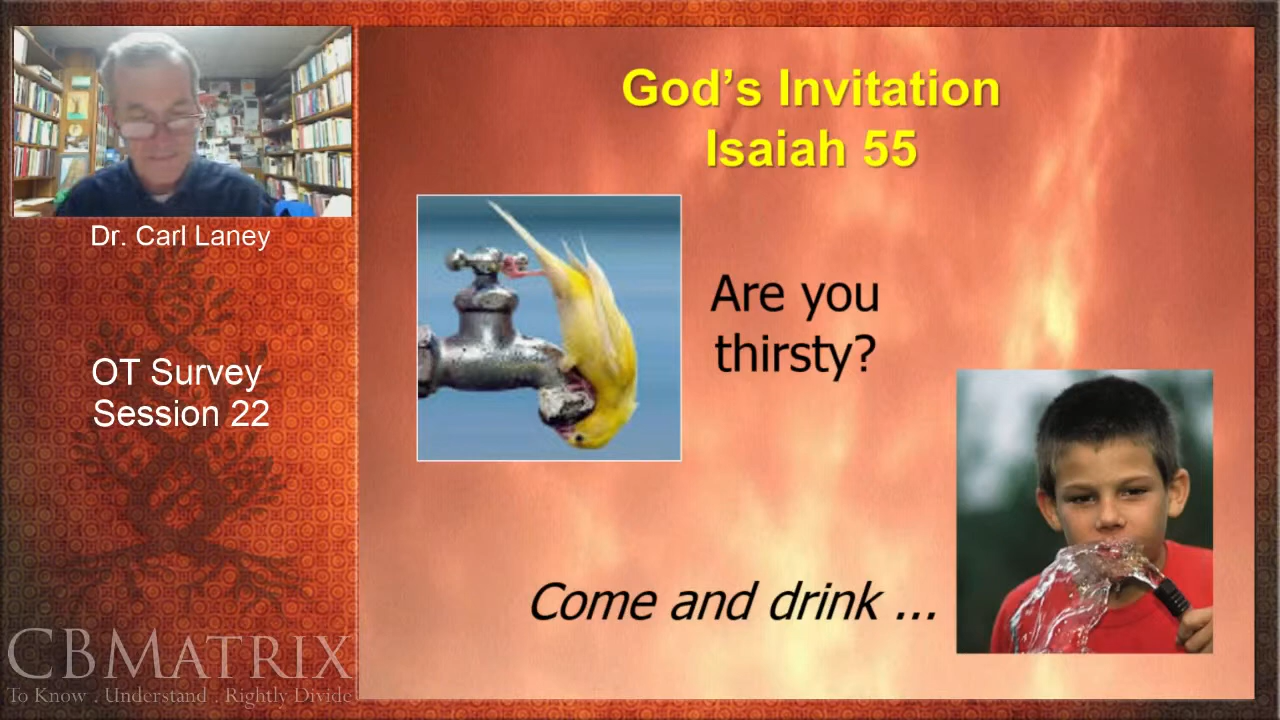 Dr. Carl Laney
OT Survey
Session 22
CBMATRIX
To Know . Understand . Rightly Divide
God's Invitation
Isaiah 55
Are you
thirsty?
Come and drink ...